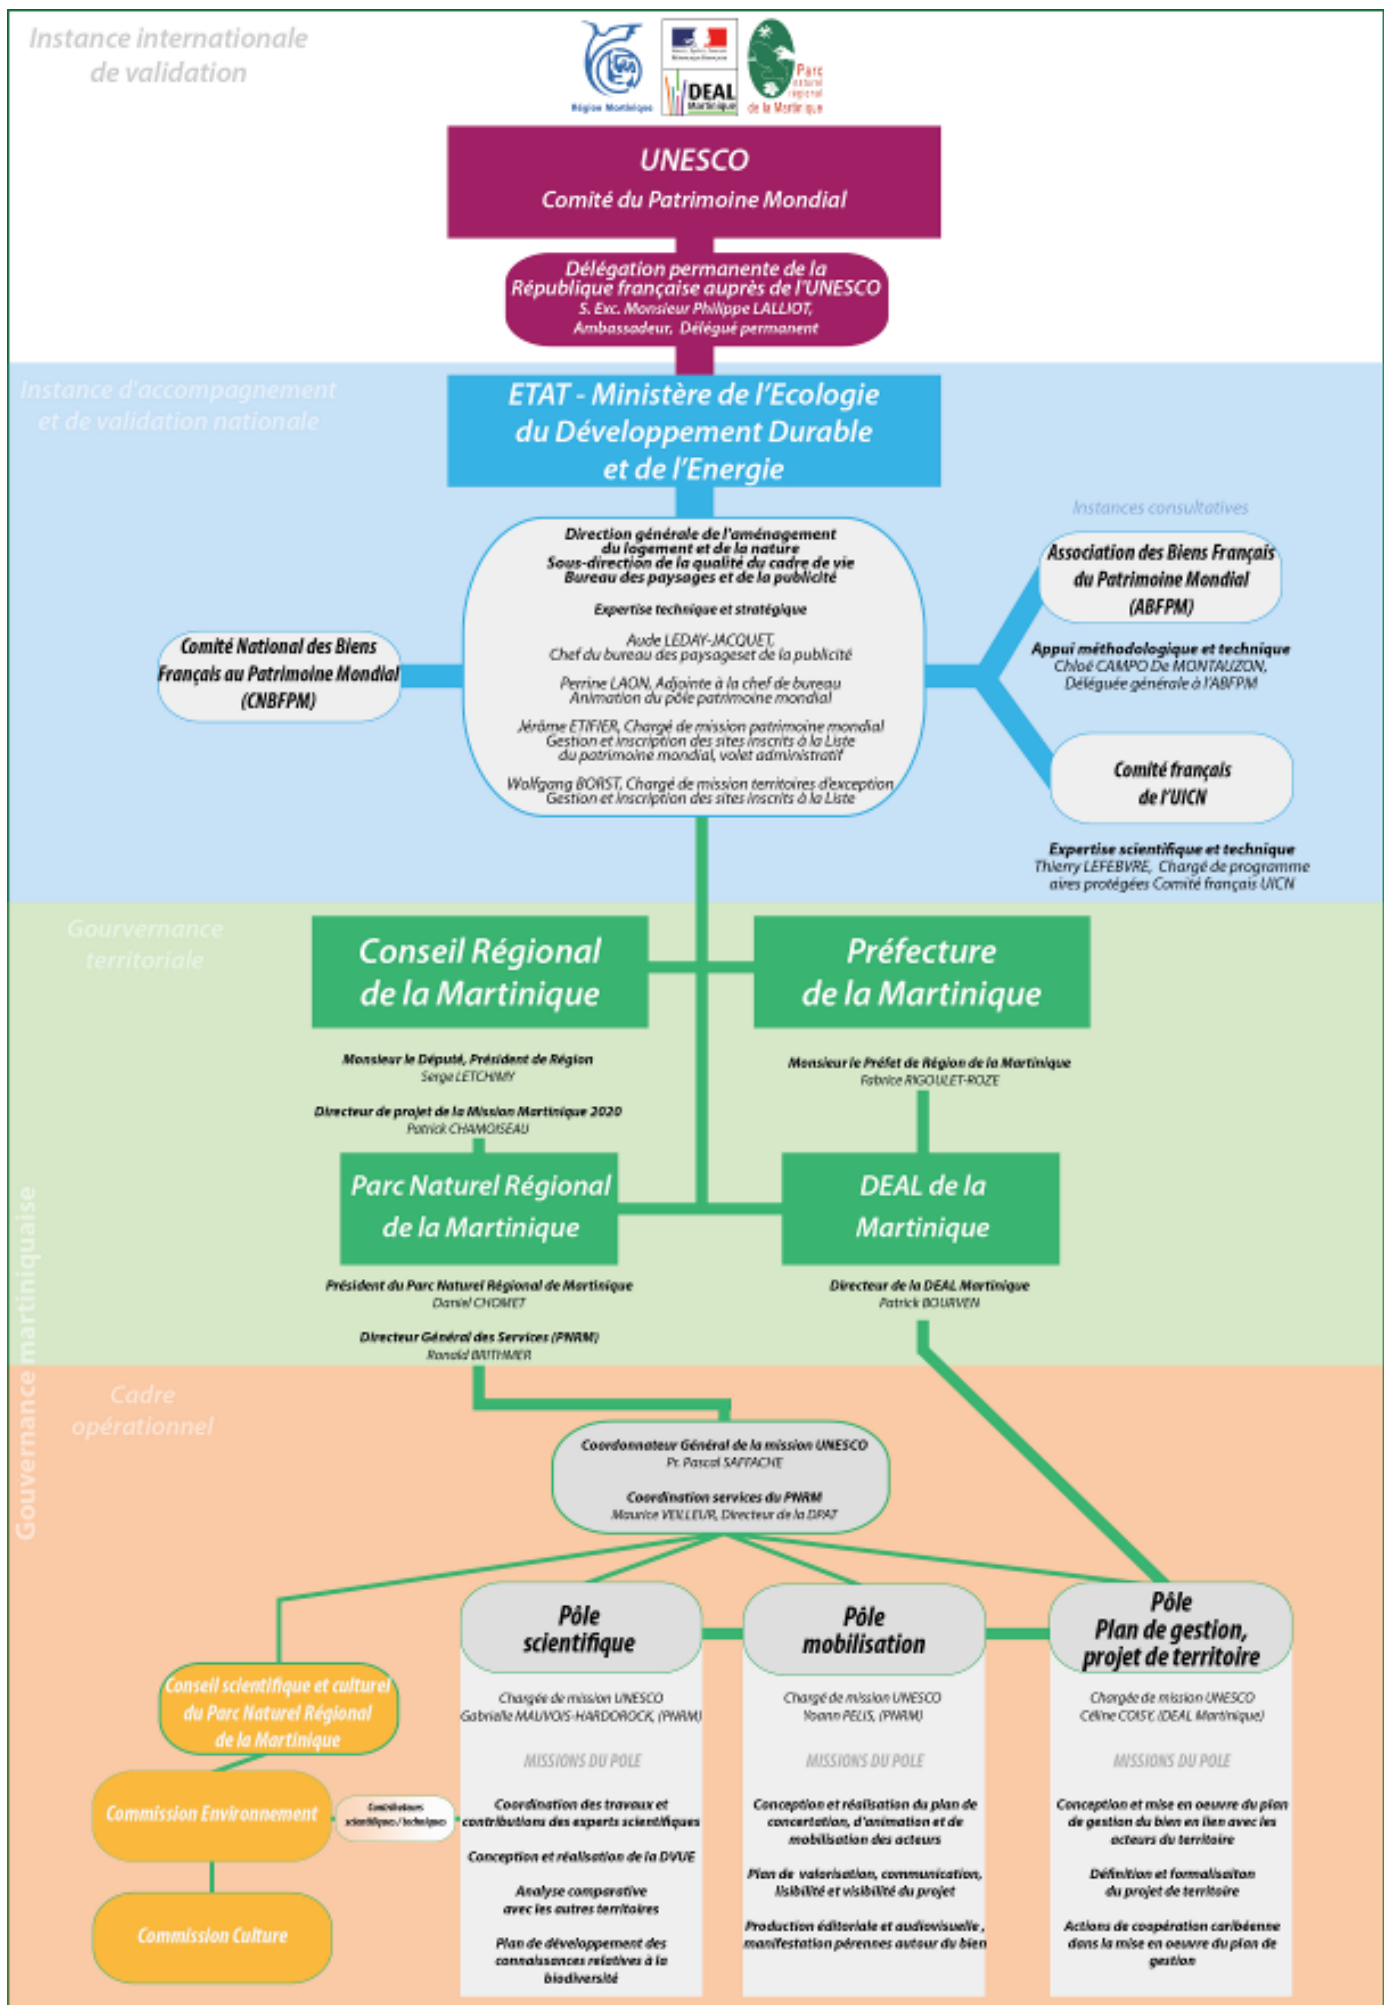 Instance internationale
de validation
Région Martinique
DEAL
Martinique
Parc
naturel
régional
de la Martinique
UNESCO
Comité du Patrimoine Mondial
Délégation permanente de la
République française auprès de l'UNESCO
S. Exc. Monsieur Philippe LALLIOT,
Ambassadeur, Délégué permanent
Instance d'accompagnement
et de validation nationale
ETAT - Ministère de l'Ecologie
du Développement Durable
et de l'Energie
Direction générale de l'aménagement
du logement et de la nature
Sous-direction de la qualité du cadre de vie
Bureau des paysages et de la publicité
Expertise technique et stratégique
Aude LEDAY-JACQUET,
Chef du bureau des paysageset de la publicité
Perrine LAON, Adjointe à la chef de bureau
Animation du pôle patrimoine mondial
Jérôme ETIFIER, Chargé de mission patrimoine mondial
Gestion et inscription des sites inscrits à la Liste
du patrimoine mondial, volet administratif
Wolfgang BORST, Chargé de mission territoires d'exception
Gestion et inscription des sites inscrits à la Liste
Comité National des Biens
Français au Patrimoine Mondial
(CNBFPM)
Instances consultatives
Association des Biens Français
du Patrimoine Mondial
(ABFPM)
Appui méthodologique et technique
Chloé CAMPO De MONTAUZON,
Déléguée générale à l'ABFPM
Comité français
de l'UICN
Expertise scientifique et technique
Thierry LEFEBVRE, Chargé de programme
aires protégées Comité français UICN
Gourvernance
territoriale
Conseil Régional
de la Martinique
Préfecture
de la Martinique
Monsieur le Député, Président de Région
Serge LETCHIMY
Directeur de projet de la Mission Martinique 2020
Patrick CHAMOISEAU
Monsieur le Préfet de Région de la Martinique
Fabrice RIGOULET-ROZE
Parc Naturel Régional
de la Martinique
DEAL de la
Martinique
Président du Parc Naturel Régional de Martinique
Daniel CHOMET
Directeur Général des Services (PNRM)
Ronald BRITHMER
Directeur de la DEAL Martinique
Patrick BOURVEN
Gouvernance martiniquaise
Cadre
opérationnel
Coordonnateur Général de la mission UNESCO
Pr. Pascal SAFFACHE
Coordination services du PNRM
Maurice VEILLEUR, Directeur de la DPAT
Conseil scientifique et culturel
du Parc Naturel Régional
de la Martinique
Commission Environnement
Contributeurs
scientifiques / techniques
Commission Culture
Pôle
scientifique
Chargée de mission UNESCO
Gabrielle MAUVOIS-HARDOROCK, (PNRM)
MISSIONS DU POLE
Coordination des travaux et
contributions des experts scientifiques
Conception et réalisation de la DVUE
Analyse comparative
avec les autres territoires
Plan de développement des
connaissances relatives à la
biodiversité
Pôle
mobilisation
Chargé de mission UNESCO
Yoann PELIS, (PNRM)
MISSIONS DU POLE
Conception et réalisation du plan de
concertation, d'animation et de
mobilisation des acteurs
Plan de valorisation, communication,
lisibilité et visibilité du projet
Production éditoriale et audiovisuelle ,
manifestation pérennes autour du bien
Pôle
Plan de gestion,
projet de territoire
Chargée de mission UNESCO
Céline COISY, (DEAL Martinique)
MISSIONS DU POLE
Conception et mise en oeuvre du plan
de gestion du bien en lien avec les
acteurs du territoire
Définition et formalisaiton
du projet de territoire
Actions de coopération caribéenne
dans la mise en oeuvre du plan de
gestion